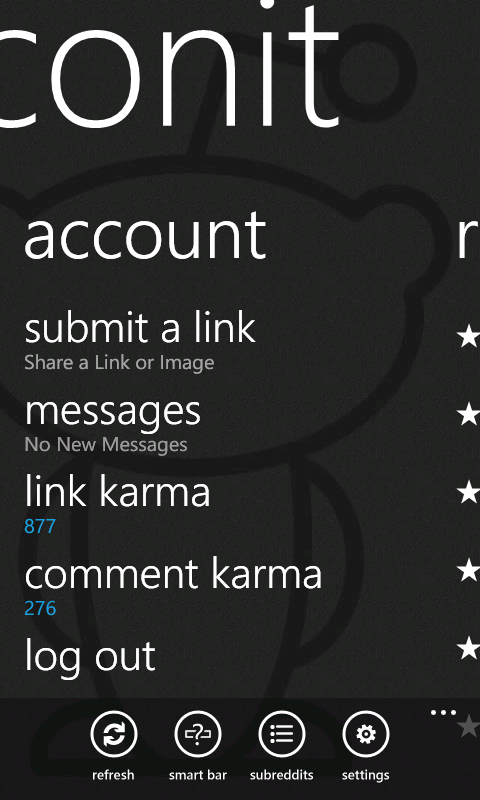 conit
account
r
submit a link
Share a Link or Image
messages
No New Messages
link karma
877
comment karma
276
log out
refresh
smart bar
subreddits
settings